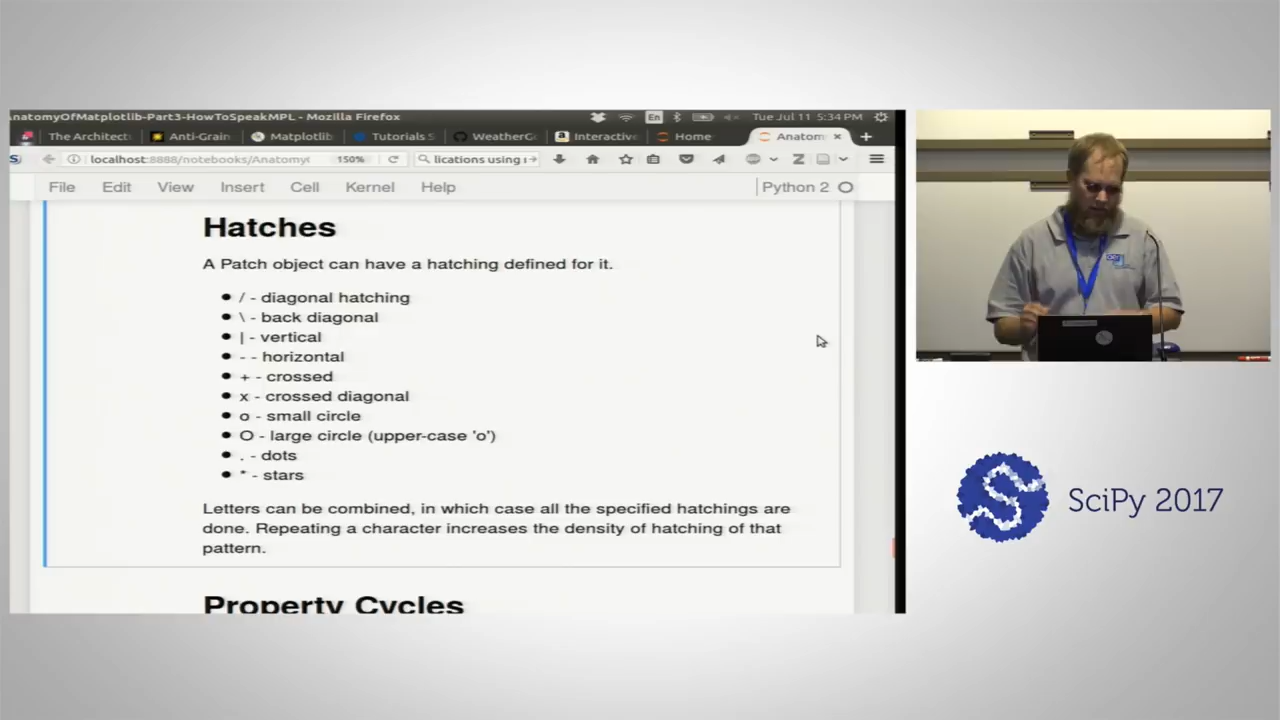 AnatomyOfMatplotlib-Part3-HowToSpeakMPL - Mozilla Firefox
En
Tue Jul 11 5:34 PM
The Architect
Anti-Grain
Matplotlib
Tutorials S
WeatherGe
Interactive
Home
Anatom
localhost:8888/notebooks/Anatomy
150%
lications using
File Edit View Insert Cell Kernel Help
Python 2
Hatches
A Patch object can have a hatching defined for it.
/ - diagonal hatching
\ - back diagonal
| - vertical
- - horizontal
+ - crossed
x - crossed diagonal
o - small circle
O - large circle (upper-case 'o')
. - dots
* - stars
Letters can be combined, in which case all the specified hatchings are
done. Repeating a character increases the density of hatching of that
pattern.
Property Cycles
SciPy 2017